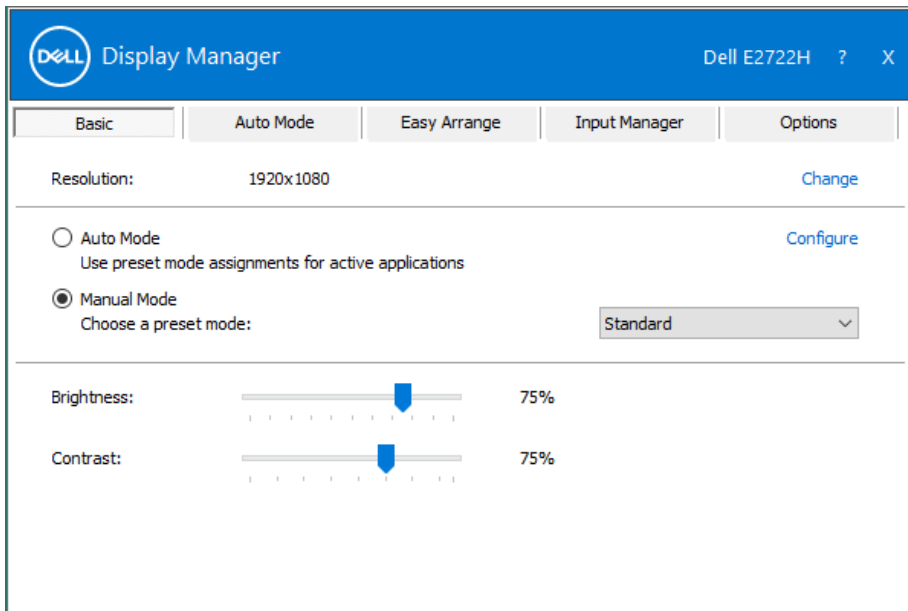 DELL Display Manager Dell E2722H ? X
Basic Auto Mode Easy Arrange Input Manager Options
Resolution: 1920x1080 Change
Auto Mode Configure
Use preset mode assignments for active applications
Manual Mode
Choose a preset mode: Standard
Brightness: 75%
Contrast: 75%